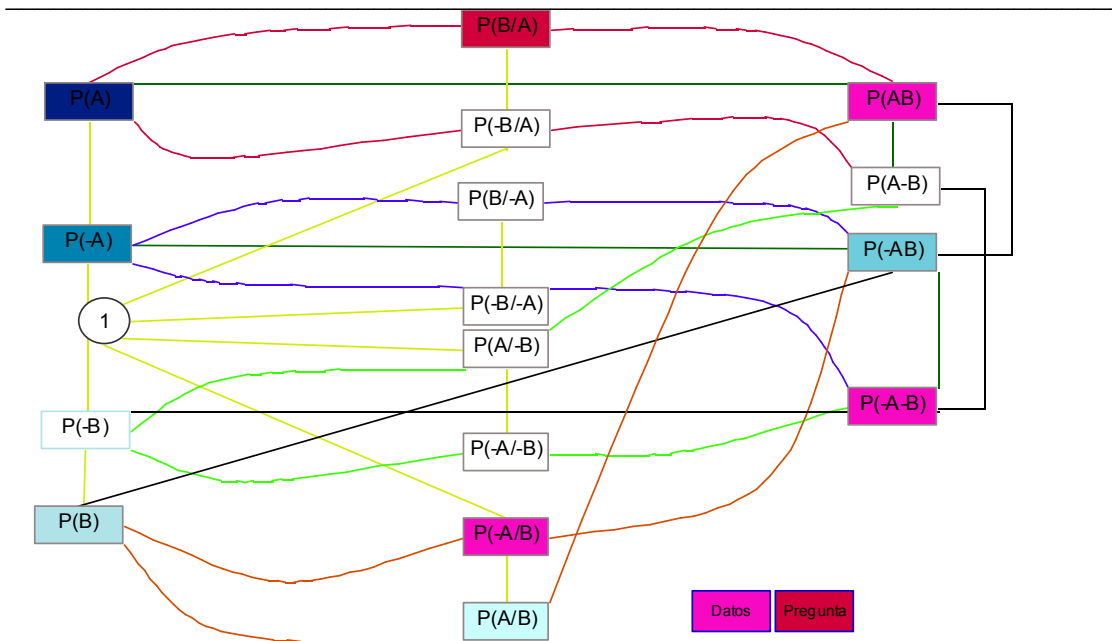 P(B/A)
P(A)
P(AB)
P(-B/A)
P(A-B)
P(B/-A)
P(-A)
P(-AB)
P(-B/-A)
1
P(A/-B)
P(-A-B)
P(-B)
P(-A/-B)
P(B)
P(-A/B)
P(A/B)
Datos
Pregunta